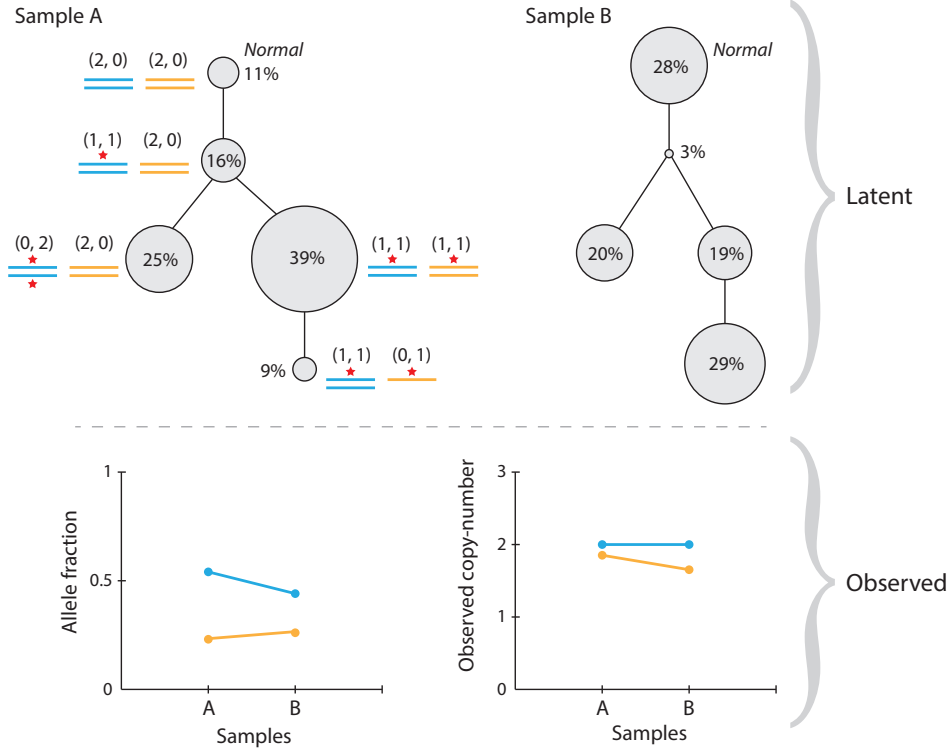 Sample A
Sample B
Normal
11%
(2, 0) (2, 0)
(1, 1) (2, 0)
16%
(0, 2) (2, 0)
25%
39%
(1, 1) (1, 1)
9%
(1, 1) (0, 1)
Normal
28%
3%
20%
19%
29%
Latent
Allele fraction
1
0.5
0
A B
Samples
Observed copy-number
3
2
1
0
A B
Samples
Observed